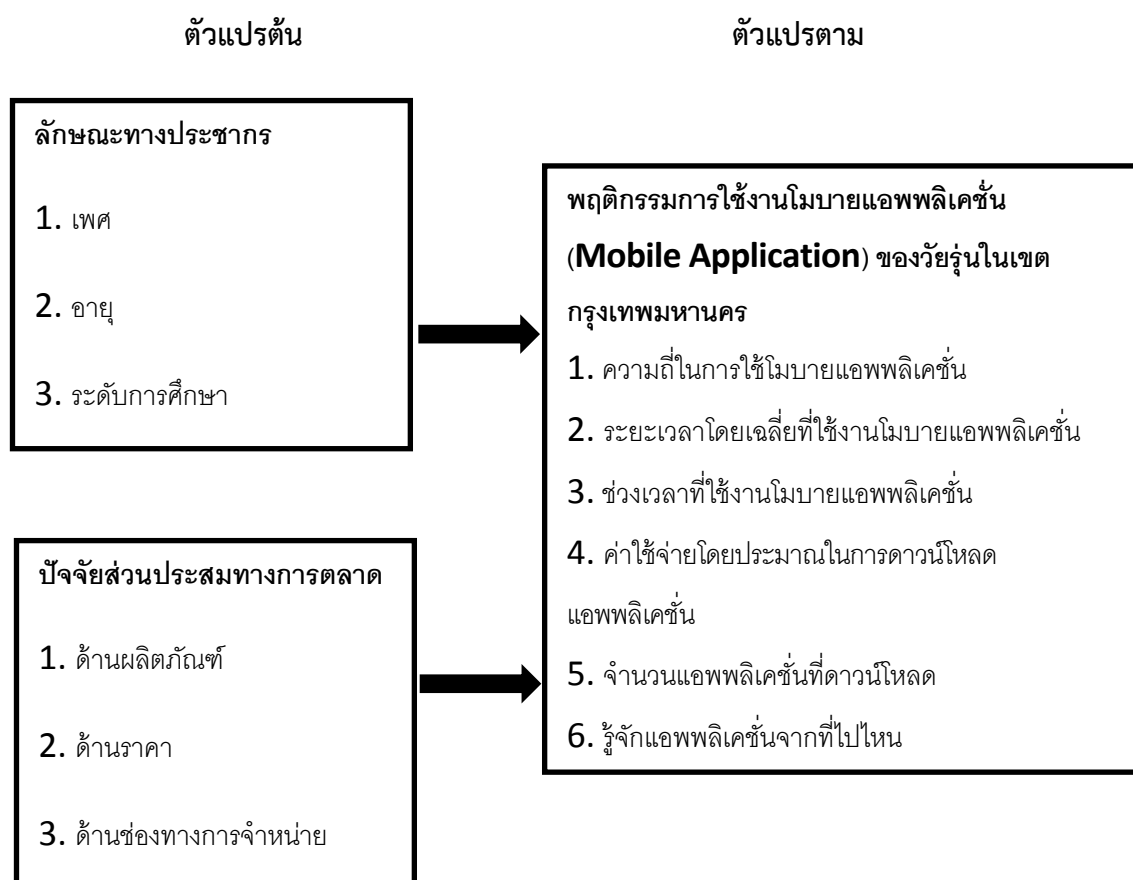 ตัวแปรต้น
ตัวแปรตาม
ลักษณะทางประชากร
1. เพศ
2. อายุ
3. ระดับการศึกษา
ปัจจัยส่วนประสมทางการตลาด
1. ด้านผลิตภัณฑ์
2. ด้านราคา
3. ด้านช่องทางการจำหน่าย
พฤติกรรมการใช้งานโมบายแอพพลิเคชั่น
(Mobile Application) ของวัยรุ่นในเขต
กรุงเทพมหานคร
1. ความถี่ในการใช้โมบายแอพพลิเคชั่น
2. ระยะเวลาโดยเฉลี่ยที่ใช้งานโมบายแอพพลิเคชั่น
3. ช่วงเวลาที่ใช้งานโมบายแอพพลิเคชั่น
4. ค่าใช้จ่ายโดยประมาณในการดาวน์โหลด
แอพพลิเคชั่น
5. จำนวนแอพพลิเคชั่นที่ดาวน์โหลด
6. รู้จักแอพพลิเคชั่นจากที่ไปไหน